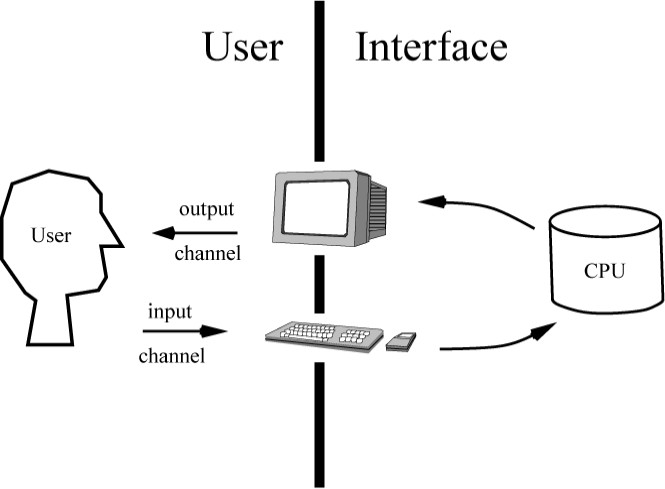 User
Interface
output
channel
User
CPU
input
channel